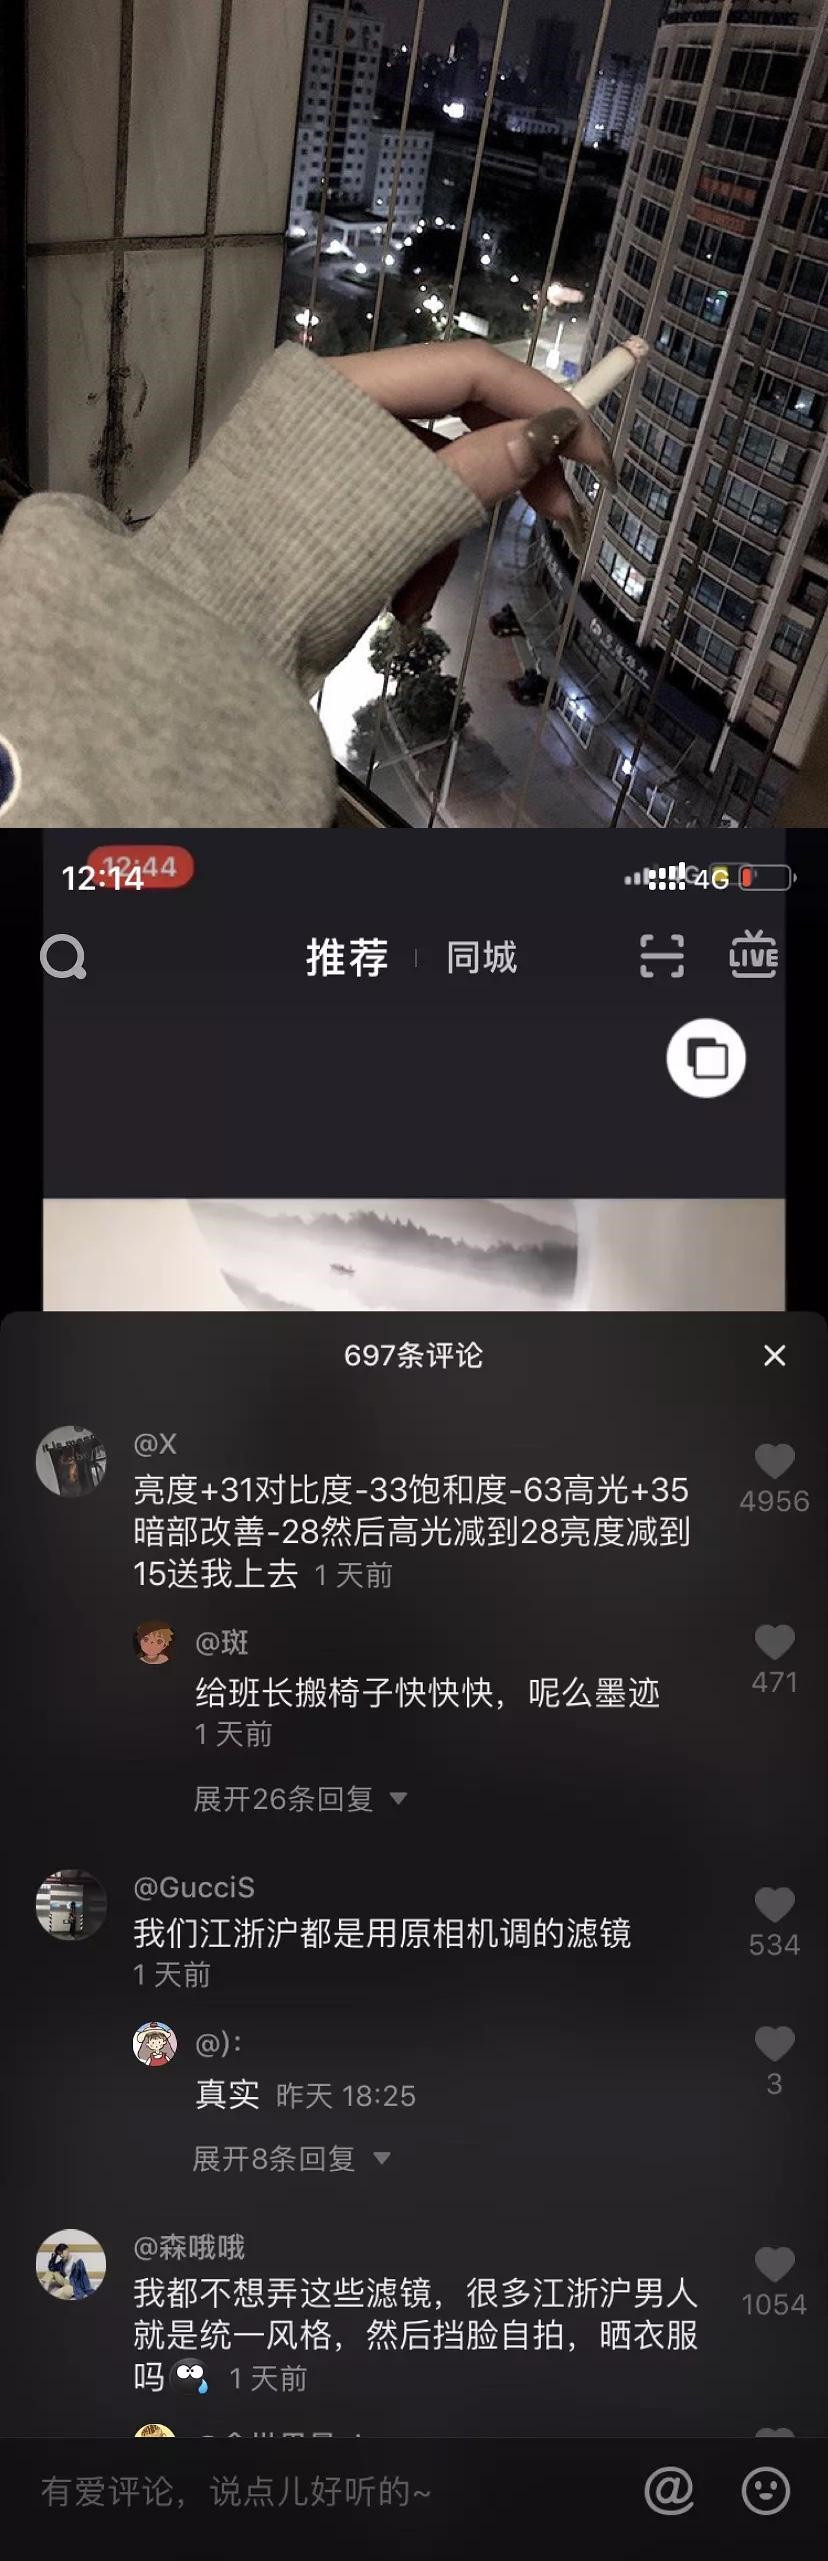 12:44
12:14
4G
推荐
同城
LIVE
697条评论
@X
亮度+31对比度-33饱和度-63高光+35
暗部改善-28然后高光减到28亮度减到
15送我上去 1天前
4956
@斑
给班长搬椅子快快快，呢么墨迹
1天前
471
展开26条回复
@GucciS
我们江浙沪都是用原相机调的滤镜
1天前
534
@):
真实 昨天 18:25
3
展开8条回复
@森哦哦
我都不想弄这些滤镜，很多江浙沪男人
就是统一风格，然后挡脸自拍，晒衣服
吗 1天前
1054
有爱评论，说点儿好听的~